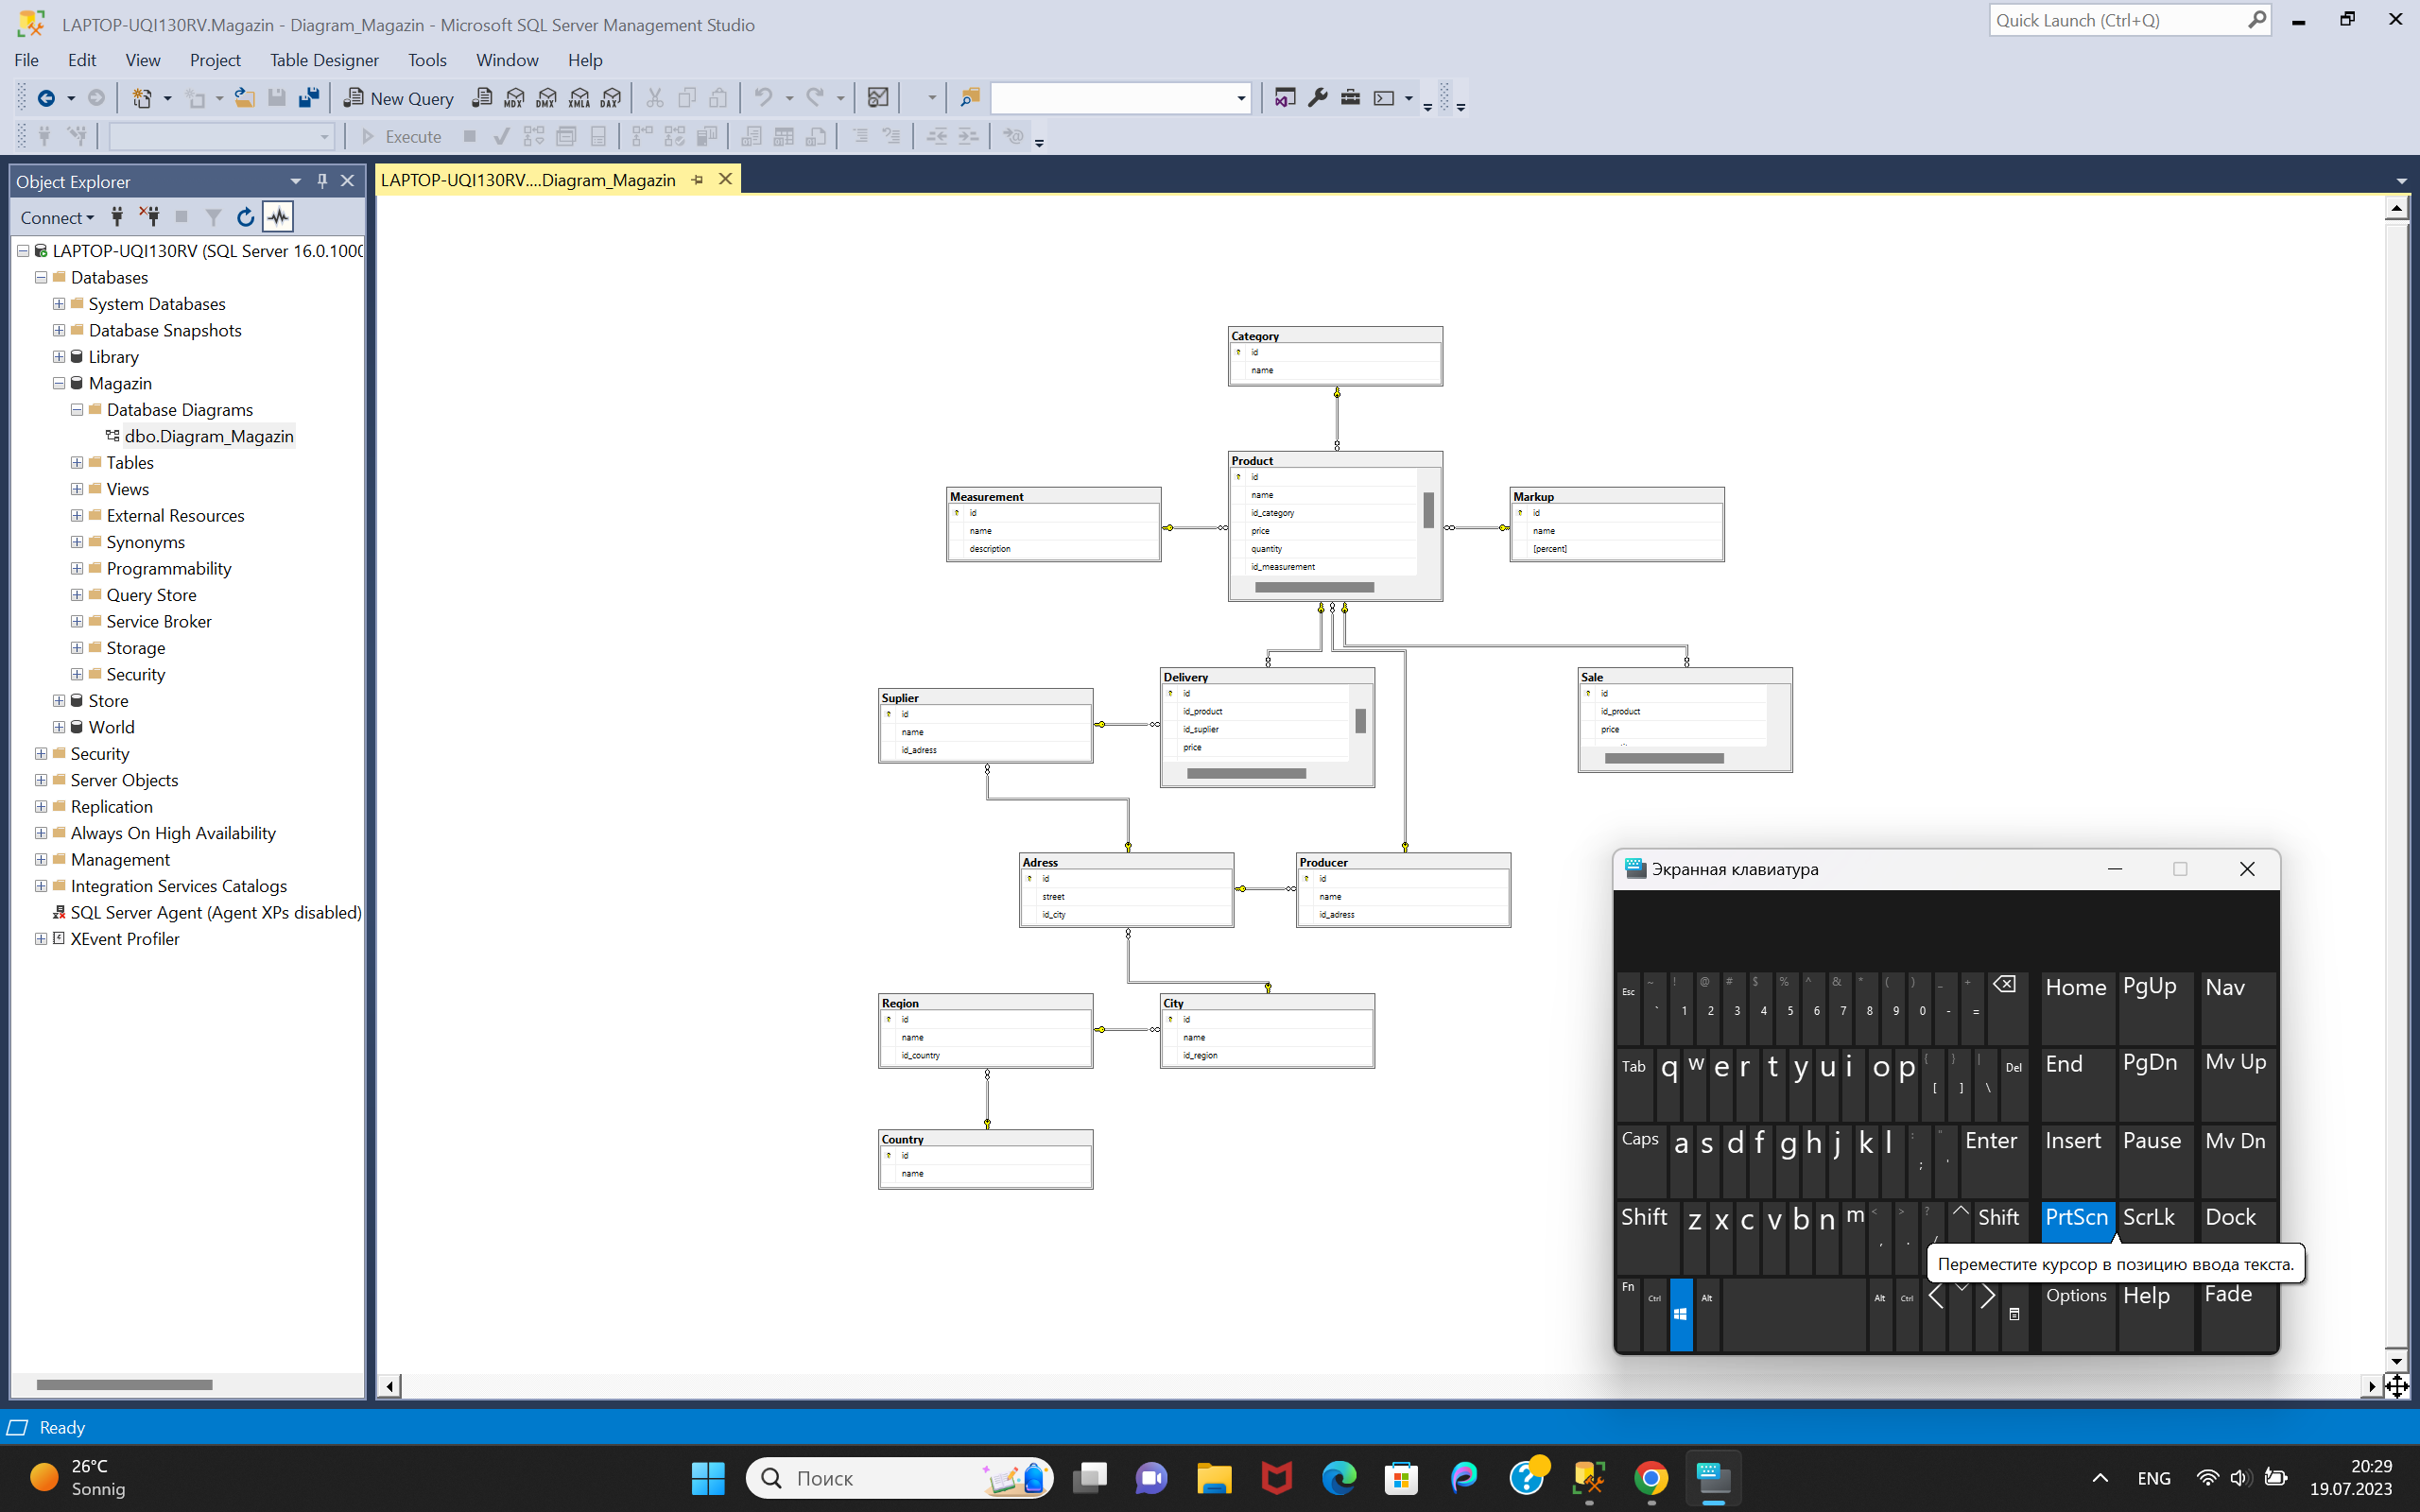 LAPTOP-UQI130RV.Magazin - Diagram_Magazin - Microsoft SQL Server Management Studio
Quick Launch (Ctrl+Q)
File Edit View Project Table Designer Tools Window Help
New Query MDX DMX XMLA DAX
Execute
Object Explorer
LAPTOP-UQI130RV....Diagram_Magazin
Connect
LAPTOP-UQI130RV (SQL Server 16.0.1000
Databases
System Databases
Database Snapshots
Library
Magazin
Database Diagrams
dbo.Diagram_Magazin
Tables
Views
External Resources
Synonyms
Programmability
Query Store
Service Broker
Storage
Security
Store
World
Security
Server Objects
Replication
Always On High Availability
Management
Integration Services Catalogs
SQL Server Agent (Agent XPs disabled)
XEvent Profiler
Category
id
name
Product
id
name
id_category
price
quantity
id_measurement
Measurement
id
name
description
Markup
id
name
[percent]
Delivery
id
id_product
id_suplier
price
Sale
id
id_product
price
Suplier
id
name
id_adress
Adress
id
street
id_city
Producer
id
name
id_adress
Region
id
name
id_country
City
id
name
id_region
Country
id
name
Экранная клавиатура
Esc ~ ` ! 1 @ 2 # 3 $ 4 % 5 ^ 6 & 7 * 8 ( 9 ) 0 _ - + = Home PgUp Nav
Tab q w e r t y u i o p { [ } ] | \ Del End PgDn Mv Up
Caps a s d f g h j k l : ; " ' Enter Insert Pause Mv Dn
Shift z x c v b n m < , > . ? / Shift PrtScn ScrLk Dock
Переместите курсор в позицию ввода текста.
Fn Ctrl Alt Alt Ctrl Options Help Fade
Ready
26°C
Sonnig
Поиск
ENG
20:29
19.07.2023